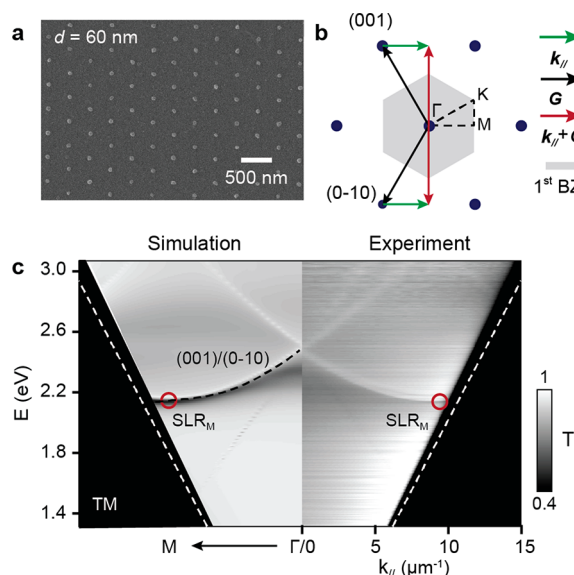 a
d = 60 nm
500 nm
b
(001)
(0-10)
Γ
K
M
k//
G
k//+
1st BZ
Simulation
Experiment
c
E (eV)
3.0
2.6
2.2
1.8
1.4
(001)/(0-10)
SLRM
SLRM
TM
1
T
0.4
M
Γ/0
5
10
15
k// (μm-1)